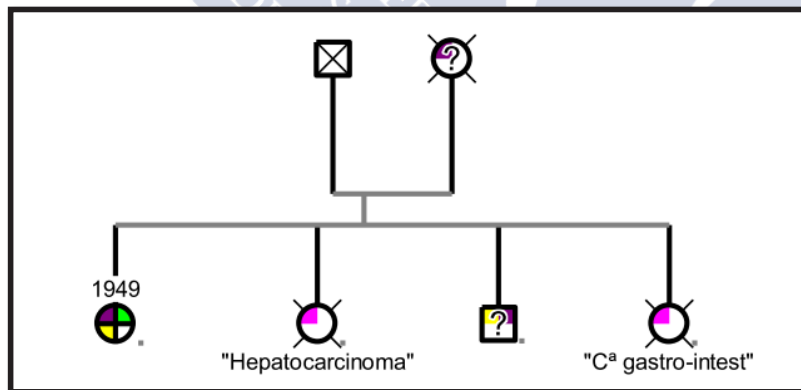 ?
1949
?
"Hepatocarcinoma"
"Cª gastro-intest"